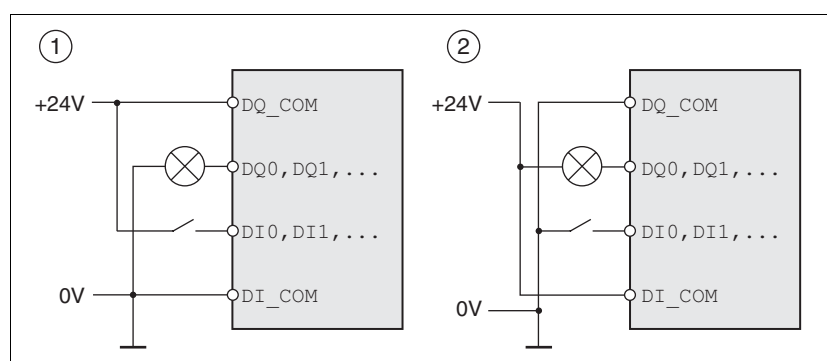 1
+24V
DQ_COM
DQ0,DQ1,...
DI0,DI1,...
0V
DI_COM
2
+24V
DQ_COM
DQ0,DQ1,...
DI0,DI1,...
DI_COM
0V